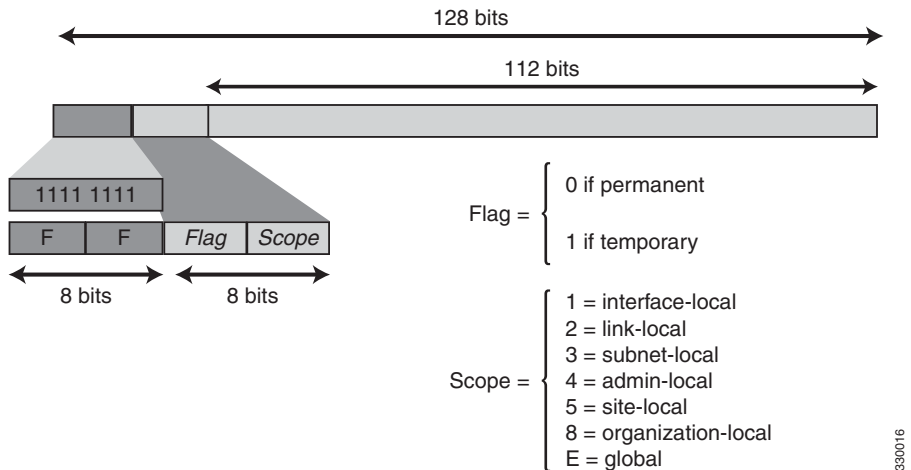 128 bits
112 bits
1111 1111
F F Flag Scope
8 bits 8 bits
Flag =
0 if permanent
1 if temporary
Scope =
1 = interface-local
2 = link-local
3 = subnet-local
4 = admin-local
5 = site-local
8 = organization-local
E = global
330016